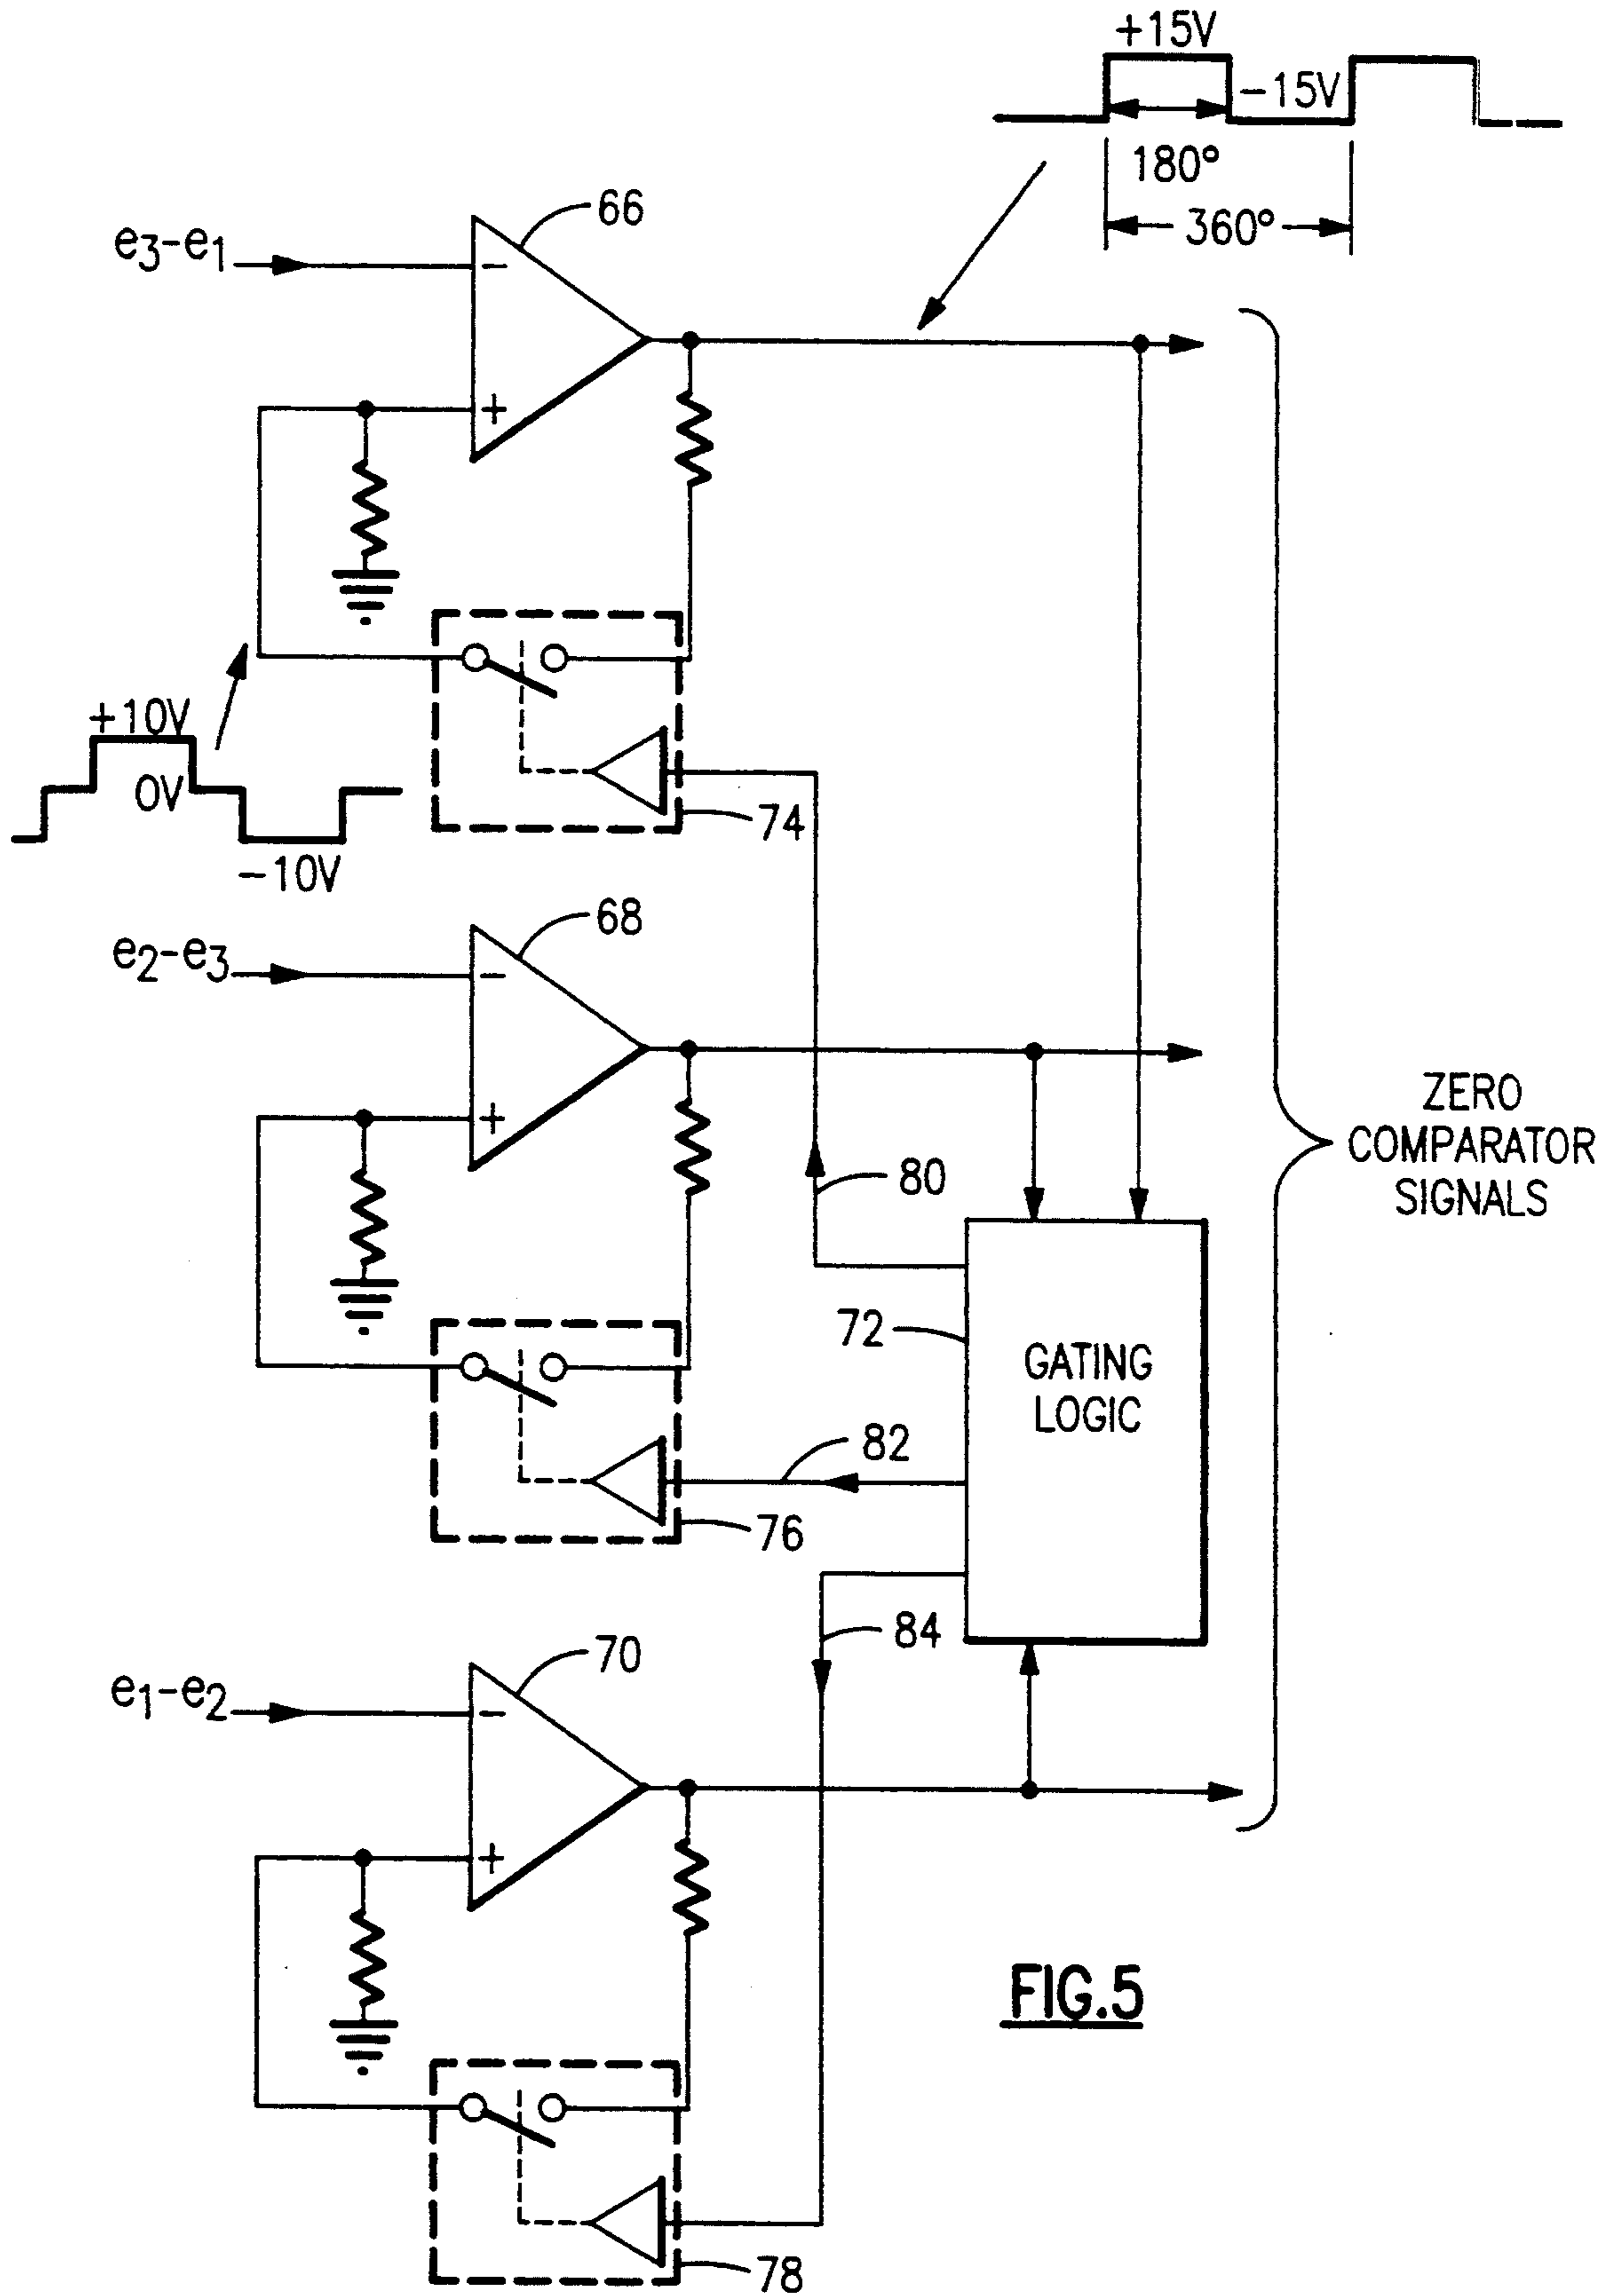 +15V
-15V
180°
360°
66
e3-e1
-
+
+10V
0V
-10V
74
68
e2-e3
-
+
80
ZERO
COMPARATOR
SIGNALS
72
GATING
LOGIC
82
76
84
70
e1-e2
-
+
FIG.5
78